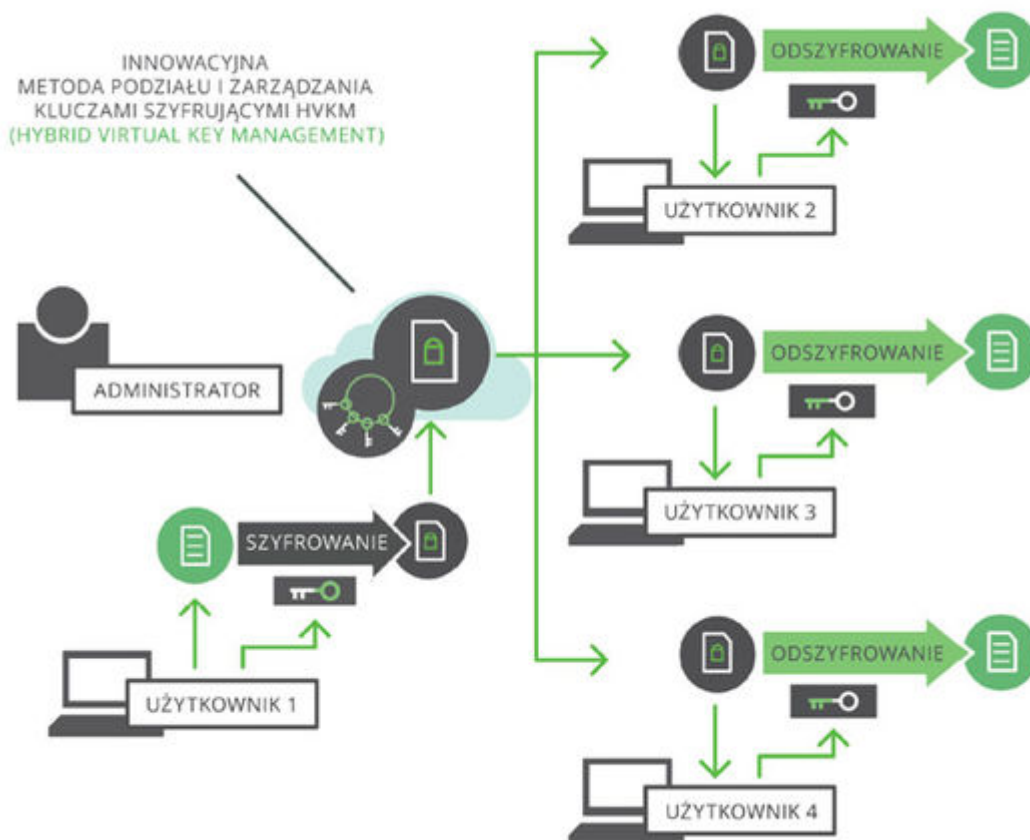 INNOWACYJNA
METODA PODZIAŁU I ZARZĄDZANIA
KLUCZAMI SZYFRUJĄCYMI HVKM
(HYBRID VIRTUAL KEY MANAGEMENT)
ODSZYFROWANIE
UŻYTKOWNIK 2
ADMINISTRATOR
ODSZYFROWANIE
UŻYTKOWNIK 3
SZYFROWANIE
UŻYTKOWNIK 1
ODSZYFROWANIE
UŻYTKOWNIK 4